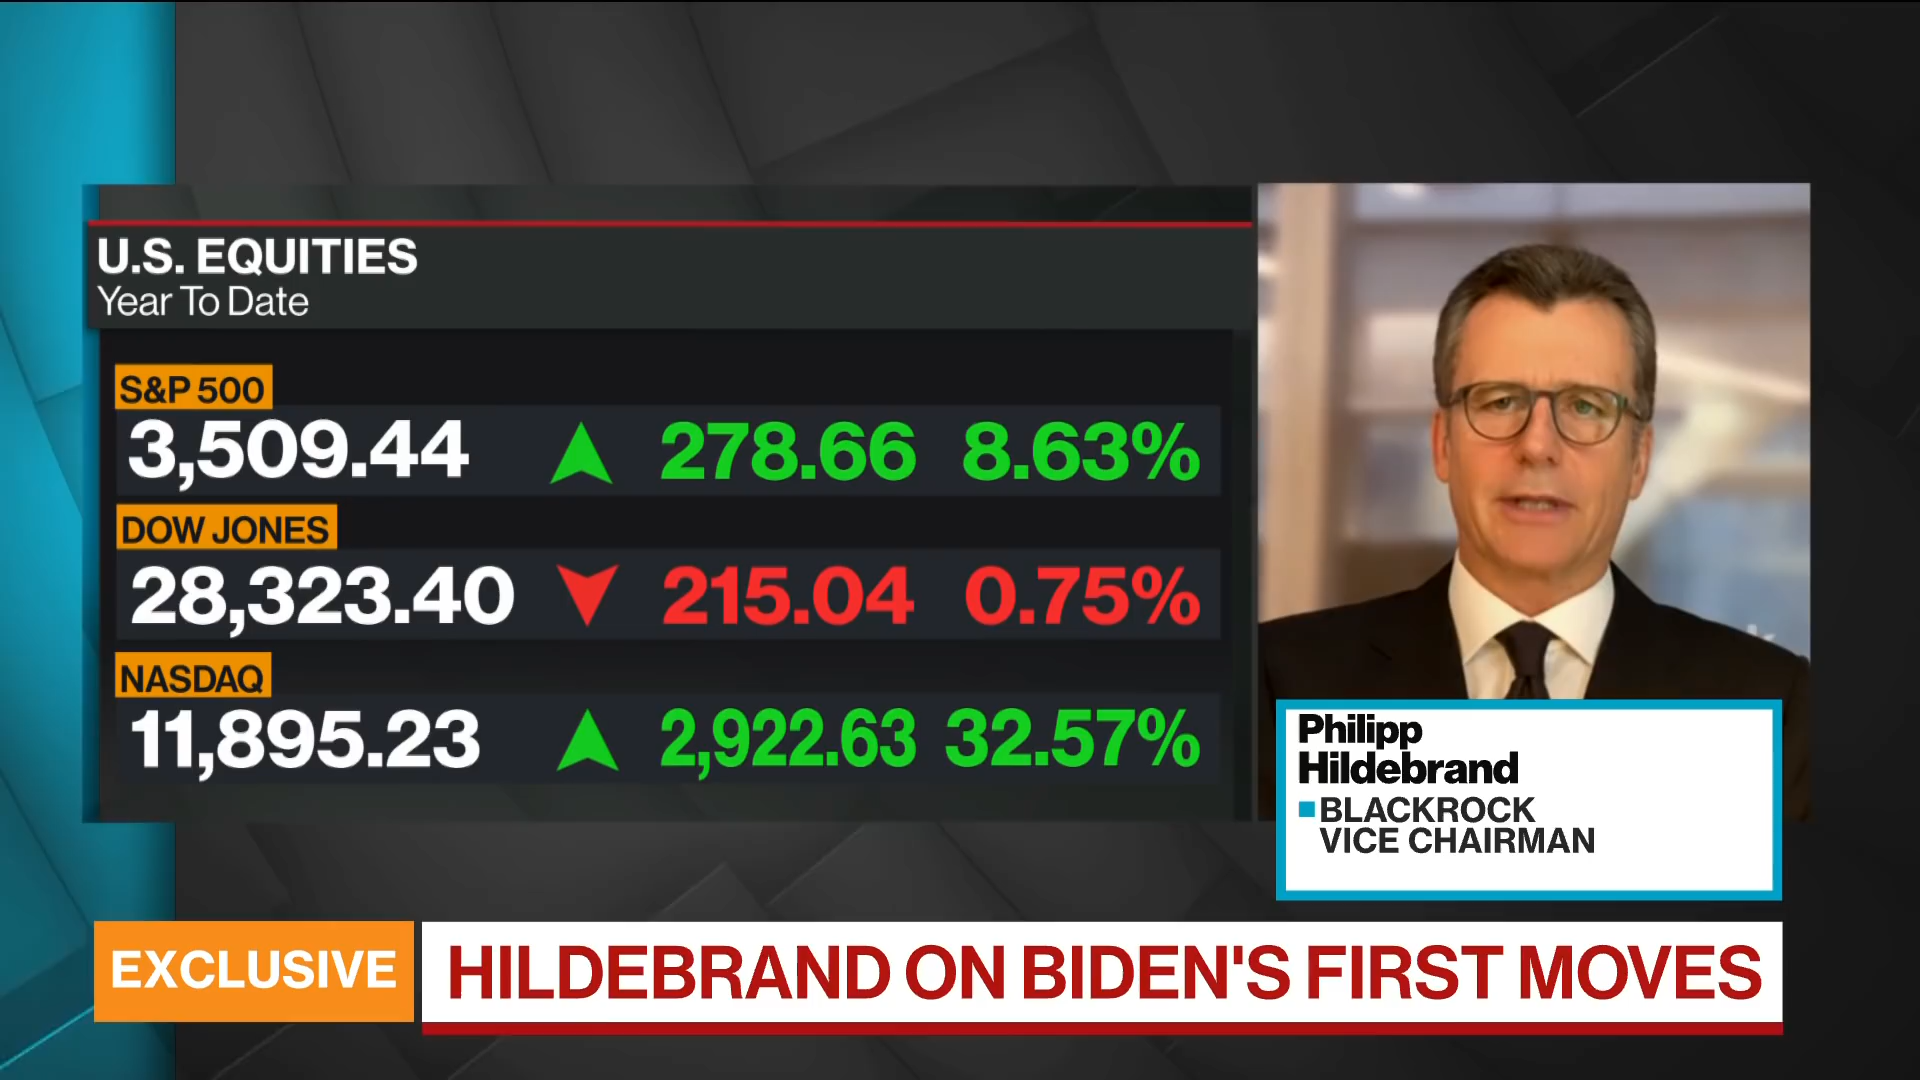 U.S. EQUITIES
Year To Date
S&P 500
3,509.44 278.66 8.63%
DOW JONES
28,323.40 215.04 0.75%
NASDAQ
11,895.23 2,922.63 32.57%
Philipp
Hildebrand
BLACKROCK
VICE CHAIRMAN
EXCLUSIVE
HILDEBRAND ON BIDEN'S FIRST MOVES